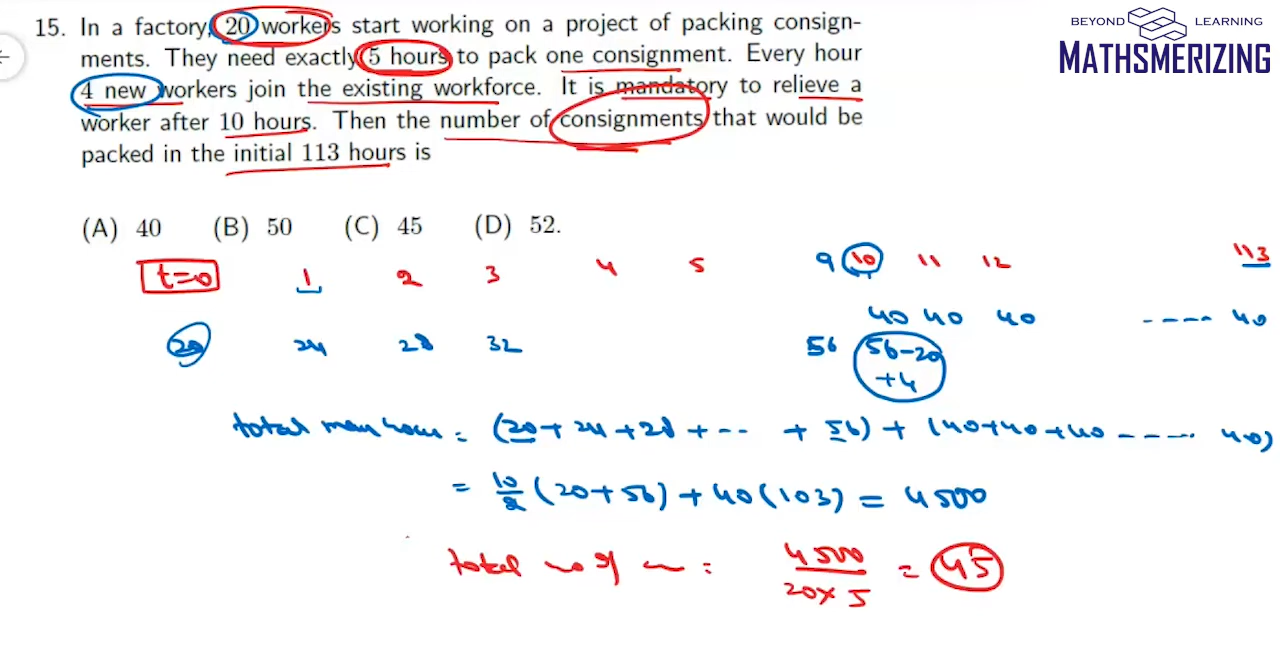 BEYOND LEARNING
MATHSMERIZING
15. In a factory, 20 workers start working on a project of packing consign-
ments. They need exactly 5 hours to pack one consignment. Every hour
4 new workers join the existing workforce. It is mandatory to relieve a
worker after 10 hours. Then the number of consignments that would be
packed in the initial 113 hours is
(A) 40 (B) 50 (C) 45 (D) 52.
t=0 1 2 3 4 5 9 10 11 12 113
40 40 40 ---- 40
20 24 28 32 56 56-20
+4
total man hour = (20+24+28+-- + 56) + (40+40+40 ----- 40)
= 10/2 (20+56) + 40(103) = 4500
total no of = 4500/20×5 = 45